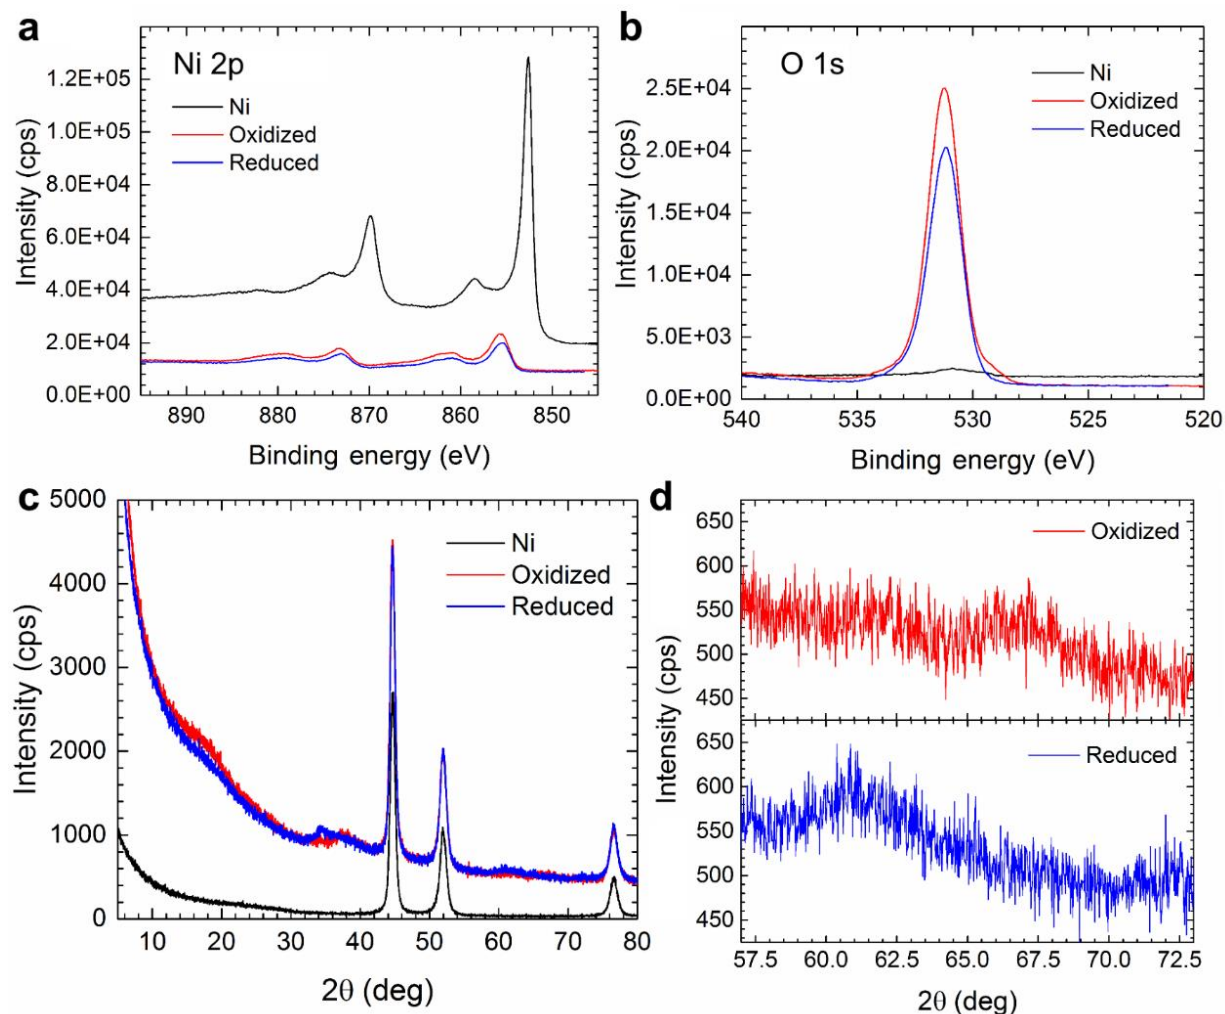 a
Ni 2p
Ni
Oxidized
Reduced
1.2E+05
1.0E+05
8.0E+04
6.0E+04
4.0E+04
2.0E+04
0.0E+00
890 880 870 860 850
Intensity (cps)
Binding energy (eV)
b
O 1s
Ni
Oxidized
Reduced
2.5E+04
2.0E+04
1.5E+04
1.0E+04
5.0E+03
0.0E+00
540 535 530 525 520
Intensity (cps)
Binding energy (eV)
c
Ni
Oxidized
Reduced
5000
4000
3000
2000
1000
0
10 20 30 40 50 60 70 80
Intensity (cps)
2θ (deg)
d
Oxidized
650
600
550
500
450
Reduced
650
600
550
500
450
57.5 60.0 62.5 65.0 67.5 70.0 72.5
Intensity (cps)
2θ (deg)